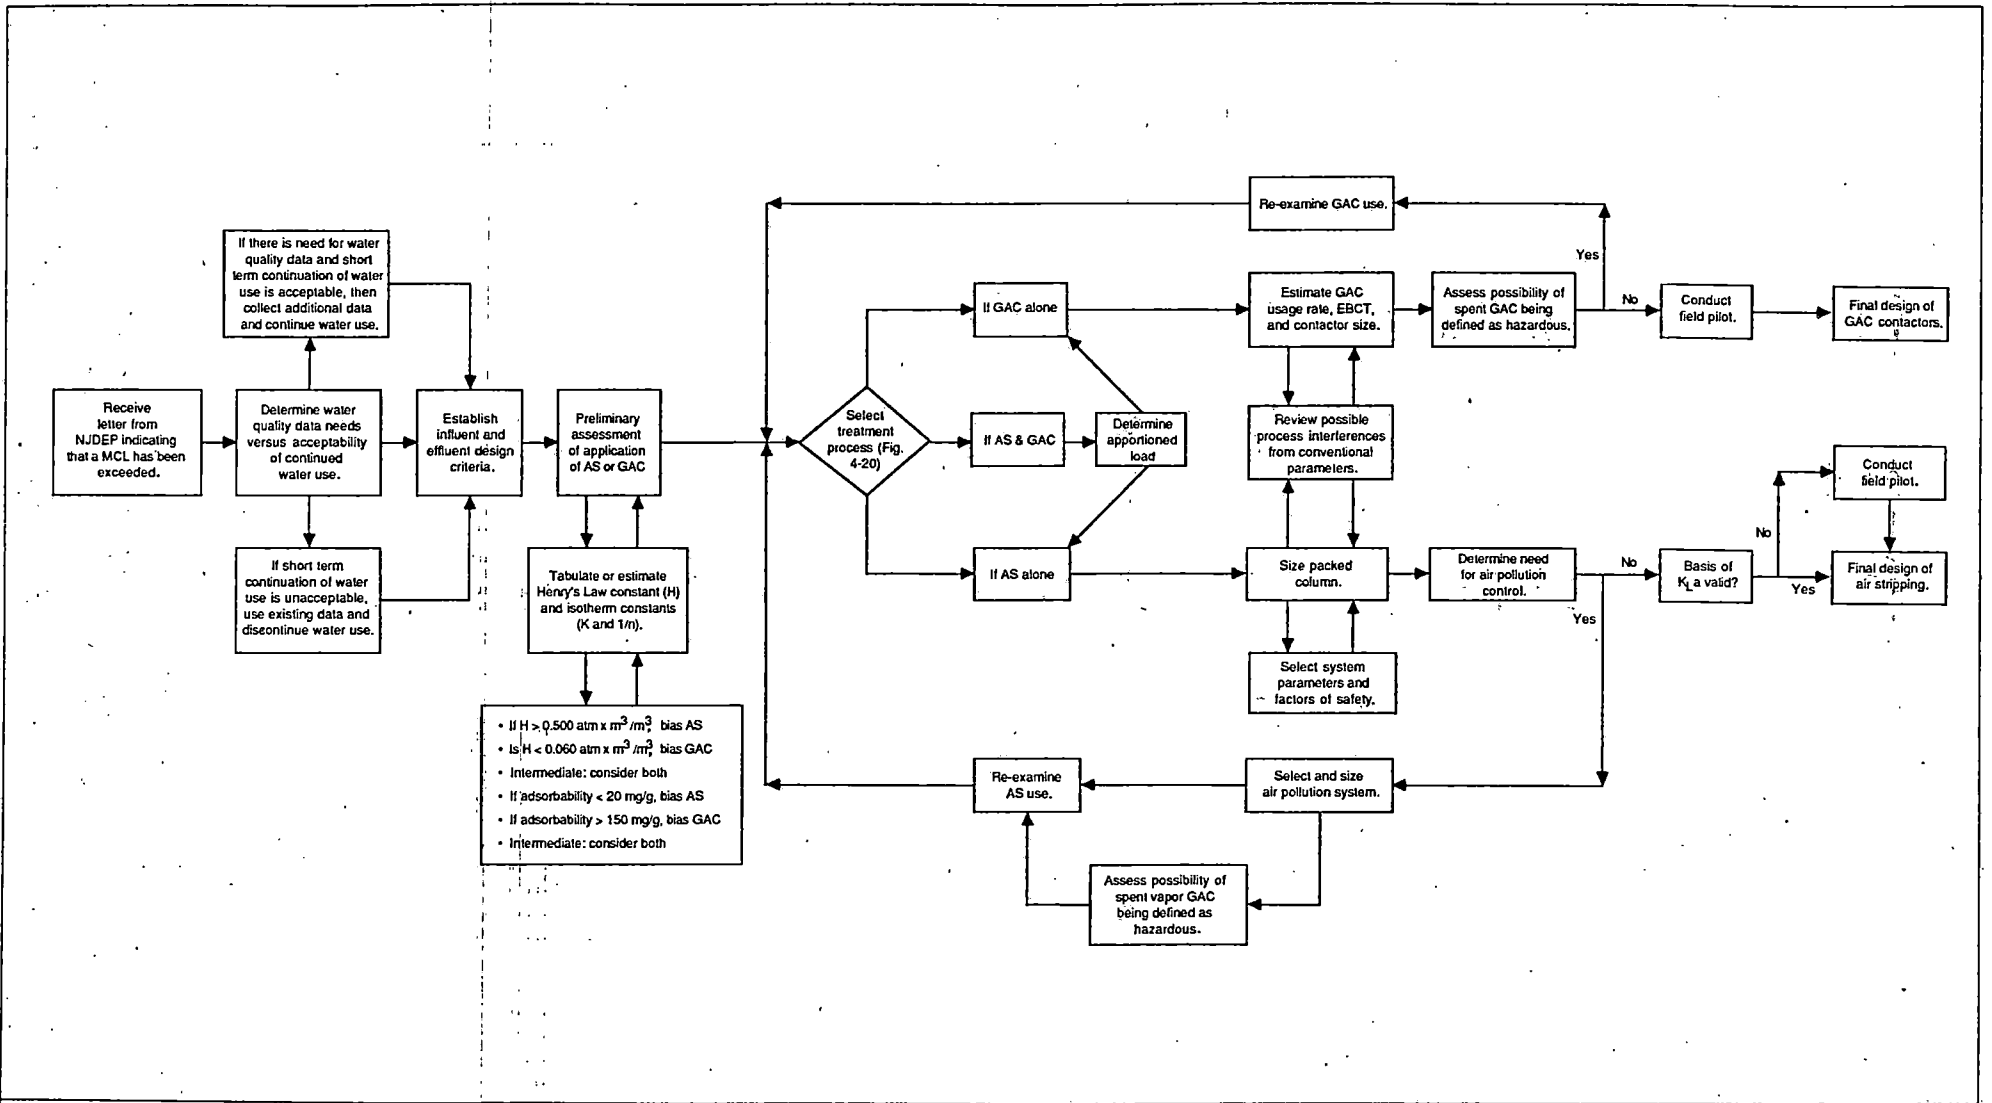 Re-examine GAC use.
Yes
If there is need for water
quality data and short
term continuation of water
use is acceptable, then
collect additional data
and continue water use.
If GAC alone
Estimate GAC
usage rate, EBCT,
and contactor size.
Assess possibility of
spent GAC being
defined as hazardous.
No
Conduct
field pilot.
Final design of
GAC contactors.
Receive
letter from
NJDEP indicating
that a MCL has been
exceeded.
Determine water
quality data needs
versus acceptability
of continued
water use.
Establish
influent and
effluent design
criteria.
Preliminary
assessment
of application
of AS or GAC
Select
treatment
process (Fig.
4-20)
If AS & GAC
Determine
apportioned
load
Review possible
process interferences
from conventional
parameters.
Conduct
field pilot.
No
If short term
continuation of water
use is unacceptable,
use existing data and
discontinue water use.
Tabulate or estimate
Henry's Law constant (H)
and isotherm constants
(K and 1/n).
If AS alone
Size packed
column.
Determine need
for air pollution
control.
No
Yes
Basis of
KLa valid?
Yes
Final design of
air stripping.
Select system
parameters and
factors of safety.
• If H > 0.500 atm x m3/m3, bias AS
• Is H < 0.060 atm x m3/m3, bias GAC
• Intermediate: consider both
• If adsorbability < 20 mg/g, bias AS
• If adsorbability > 150 mg/g, bias GAC
• Intermediate: consider both
Re-examine
AS use.
Select and size
air pollution system.
Assess possibility of
spent vapor GAC
being defined as
hazardous.